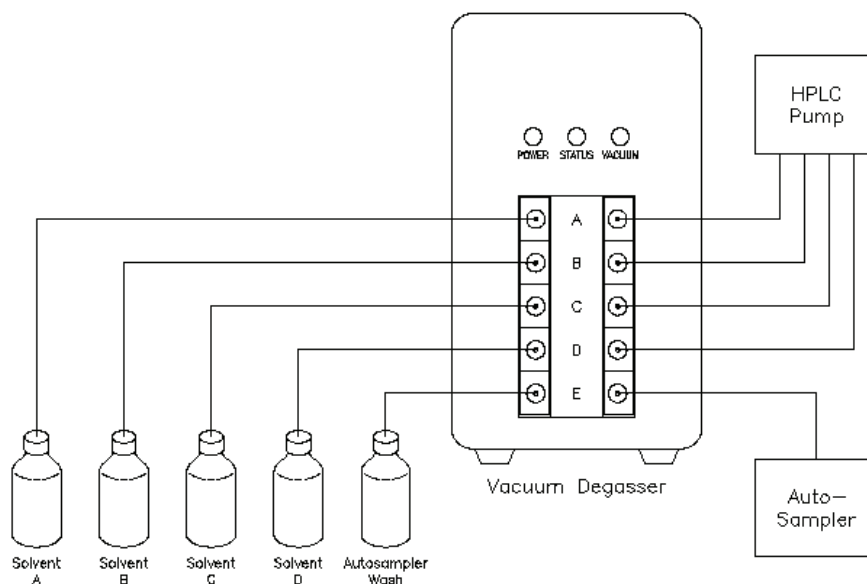 HPLC
Pump
POWER STATUS VACUUM
A
B
C
D
E
Vacuum Degasser
Auto-
Sampler
Solvent
A
Solvent
B
Solvent
C
Solvent
D
Autosampler
Wash